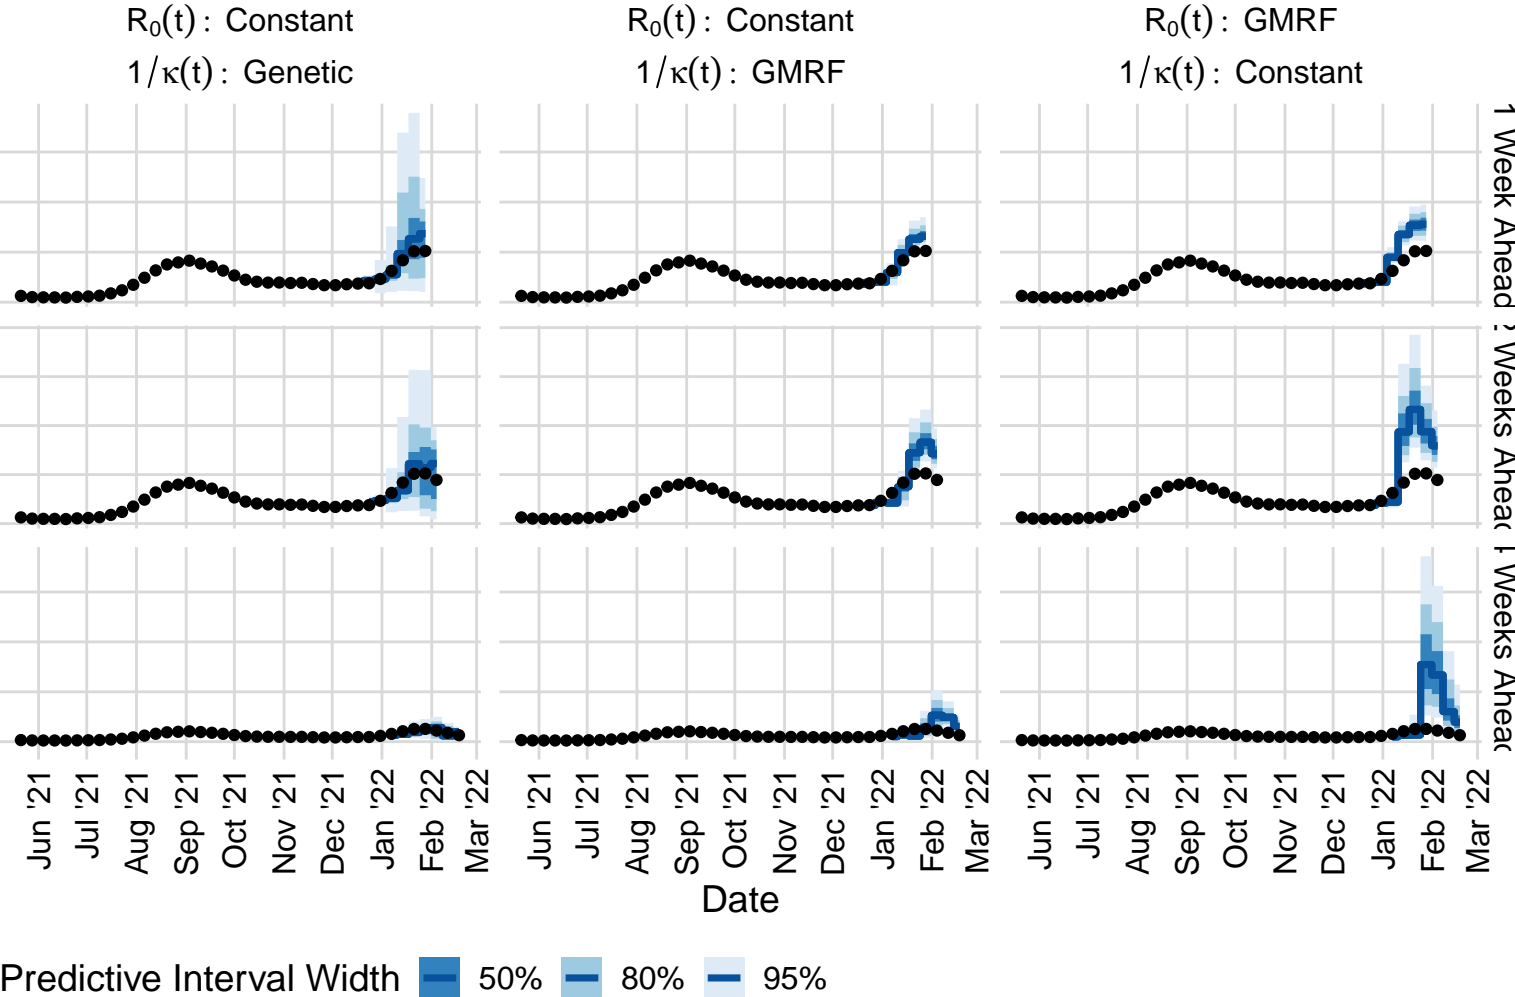 R₀(t) : Constant
1/κ(t) : Genetic
R₀(t) : Constant
1/κ(t) : GMRF
R₀(t) : GMRF
1/κ(t) : Constant
1 Week Ahead
Weeks Ahead
Weeks Ahead
Jun '21 Jul '21 Aug '21 Sep '21 Oct '21 Nov '21 Dec '21 Jan '22 Feb '22 Mar '22
Jun '21 Jul '21 Aug '21 Sep '21 Oct '21 Nov '21 Dec '21 Jan '22 Feb '22 Mar '22
Jun '21 Jul '21 Aug '21 Sep '21 Oct '21 Nov '21 Dec '21 Jan '22 Feb '22 Mar '22
Date
Predictive Interval Width 50% 80% 95%